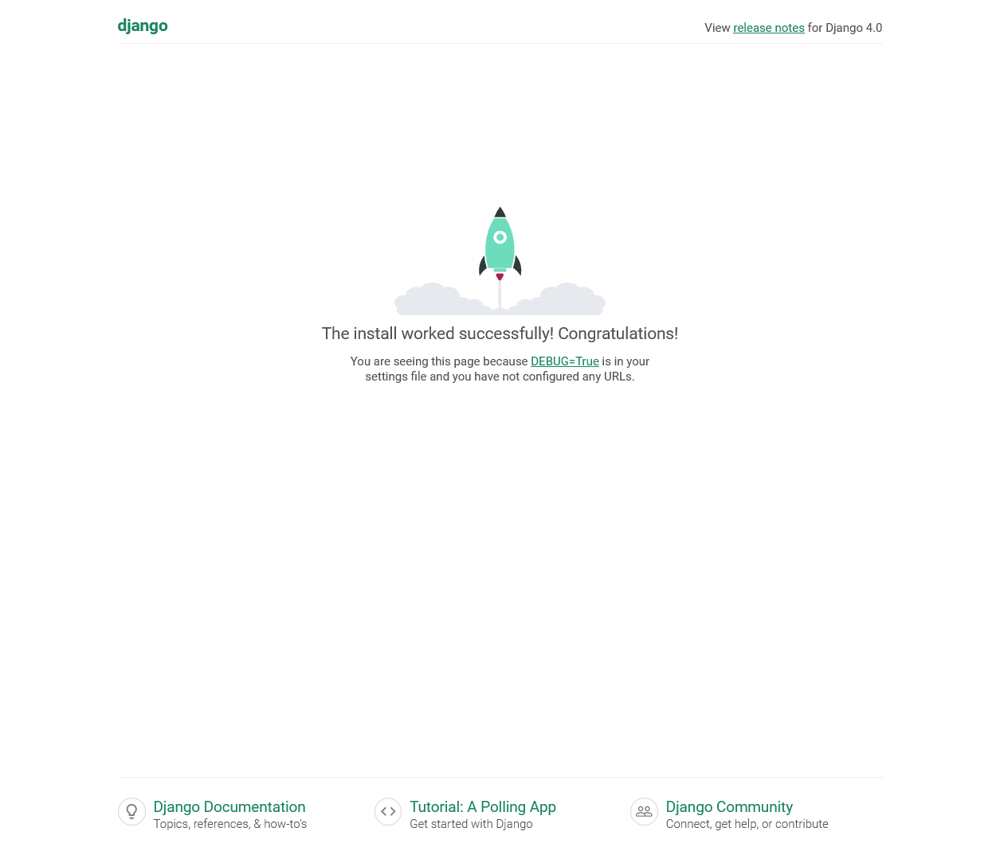 django
View release notes for Django 4.0
The install worked successfully! Congratulations!
You are seeing this page because DEBUG=True is in your
settings file and you have not configured any URLs.
Django Documentation
Topics, references, & how-to’s
Tutorial: A Polling App
Get started with Django
Django Community
Connect, get help, or contribute